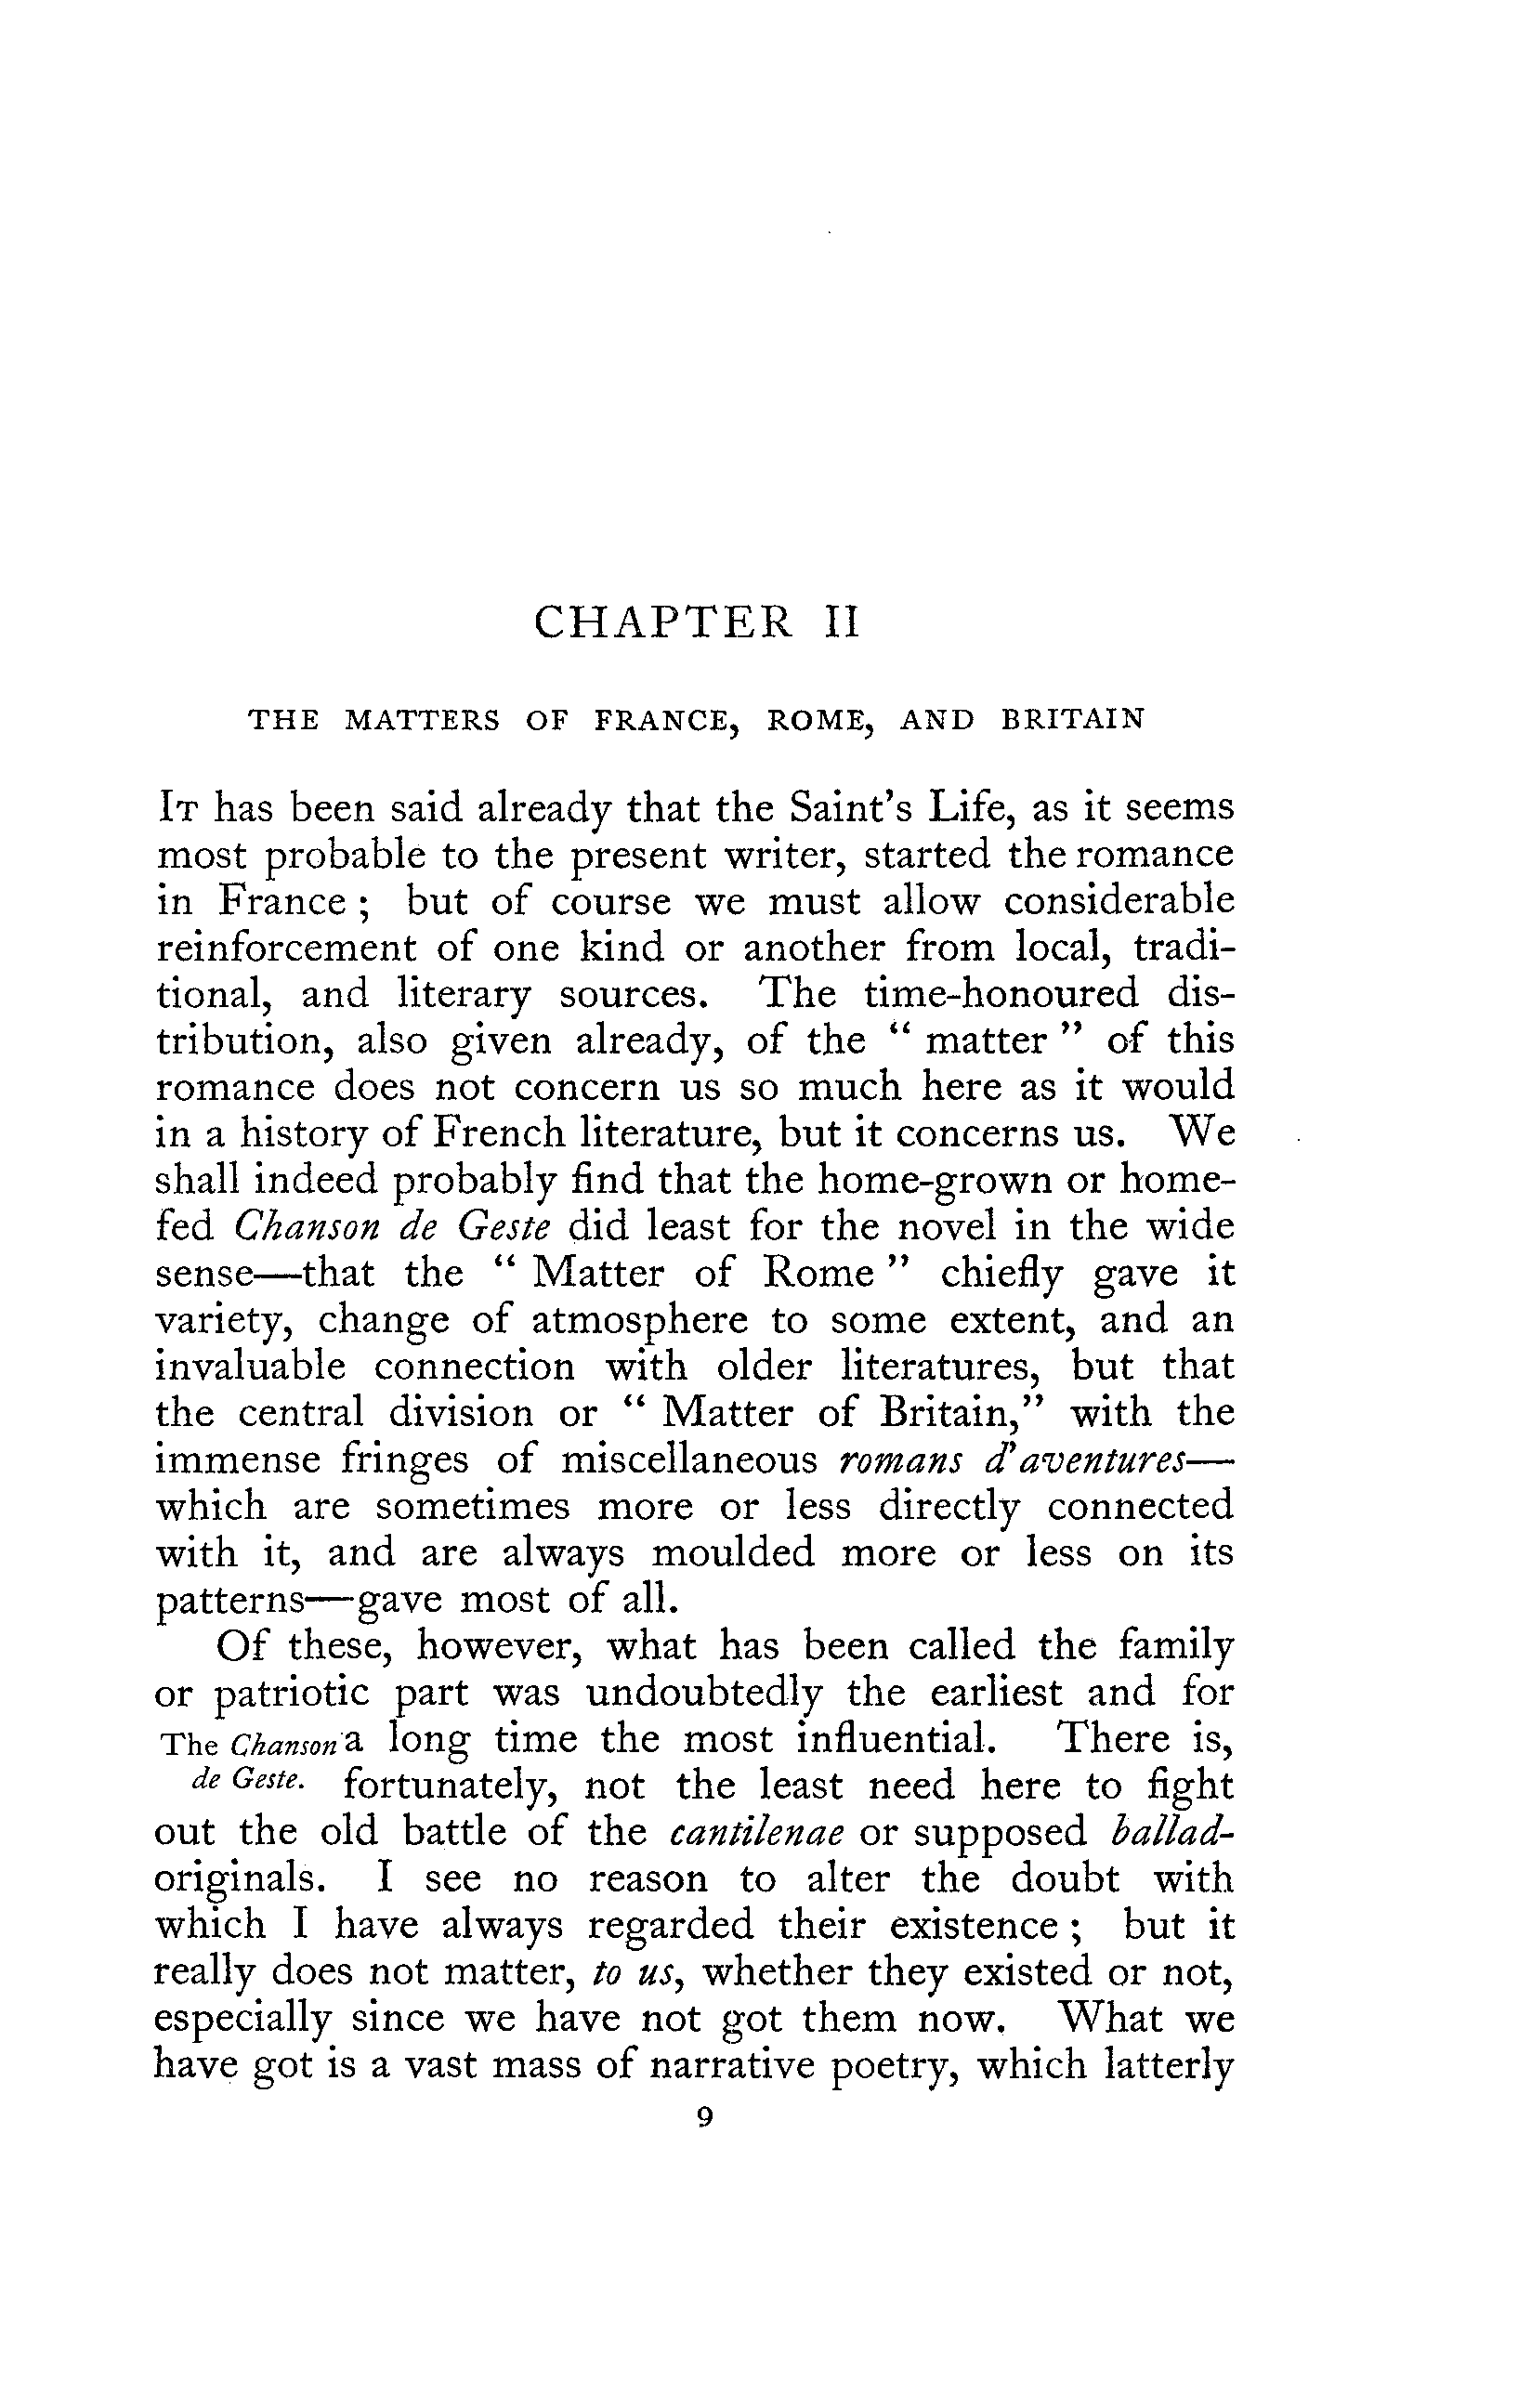 CHAPTER II
THE MATTERS OF FRANCE, ROME, AND BRITAIN
IT has been said already that the Saint's Life, as it seems
most probable to the present writer, started the romance
in France ; but of course we must allow considerable
reinforcement of one kind or another from local, tradi-
tional, and literary sources. The time-honoured dis-
tribution, also given already, of the " matter " of this
romance does not concern us so much here as it would
in a history of French literature, but it concerns us. We
shall indeed probably find that the home-grown or home-
fed Chanson de Geste did least for the novel in the wide
sense—that the " Matter of Rome " chiefly gave it
variety, change of atmosphere to some extent, and an
invaluable connection with older literatures, but that
the central division or " Matter of Britain," with the
immense fringes of miscellaneous romans d'aventures—
which are sometimes more or less directly connected
with it, and are always moulded more or less on its
patterns—gave most of all.
Of these, however, what has been called the family
or patriotic part was undoubtedly the earliest and for
The Chanson
de Geste.
a long time the most influential. There is,
fortunately, not the least need here to fight
out the old battle of the cantilenae or supposed ballad-
originals. I see no reason to alter the doubt with
which I have always regarded their existence ; but it
really does not matter, to us, whether they existed or not,
especially since we have not got them now. What we
have got is a vast mass of narrative poetry, which latterly
9